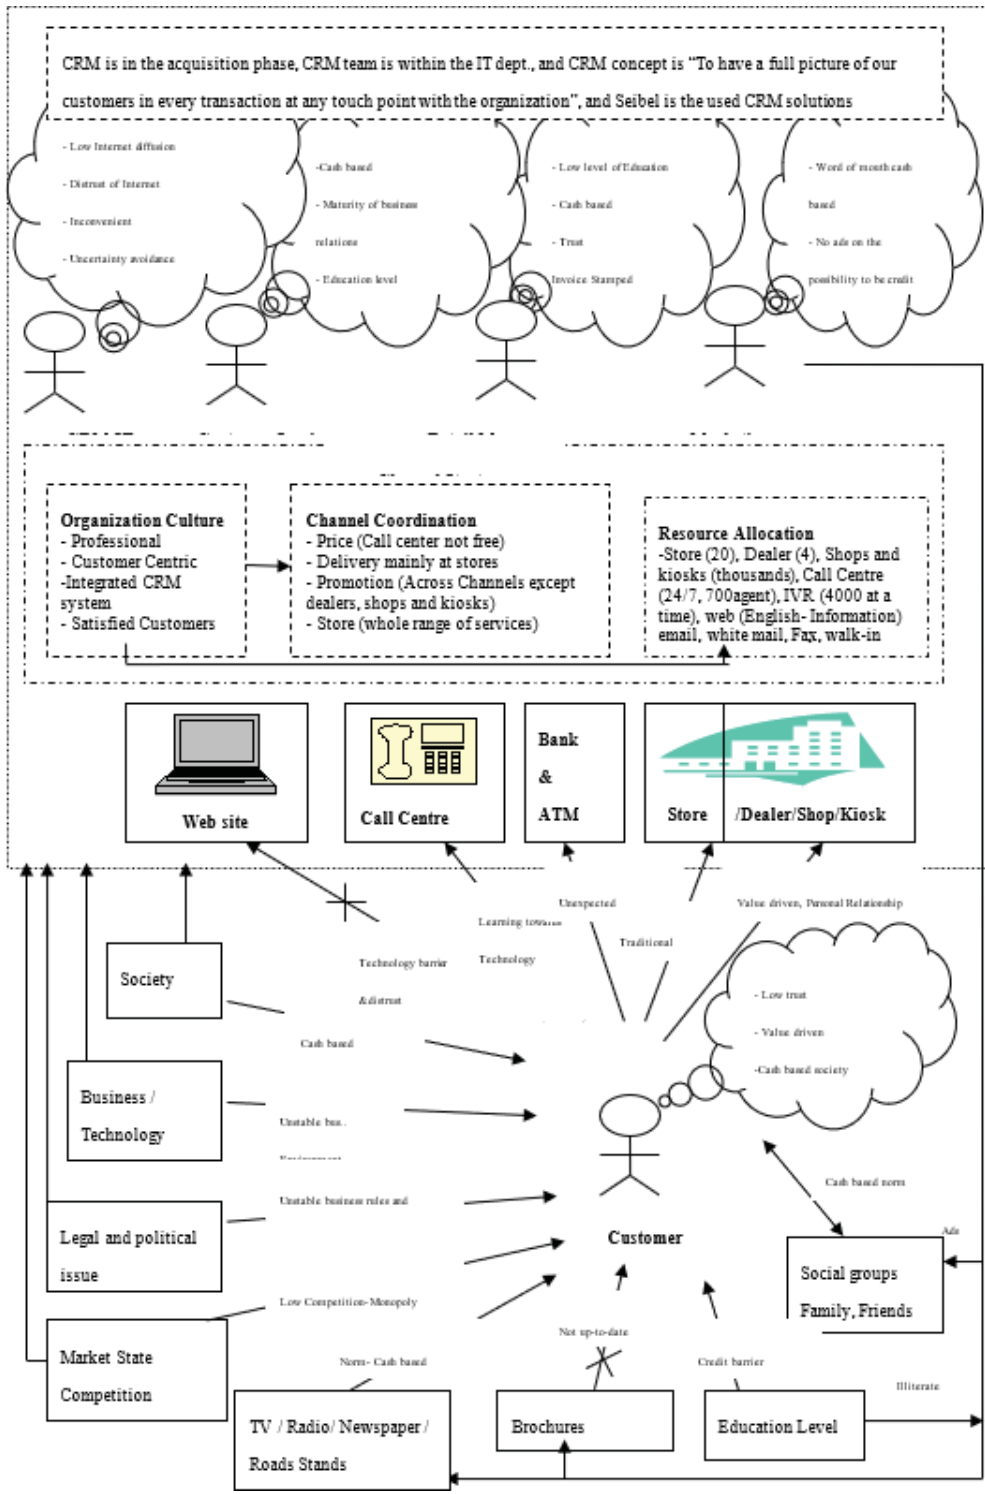 CRM is in the acquisition phase, CRM team is within the IT dept., and CRM concept is “To have a full picture of our
customers in every transaction at any touch point with the organization”, and Seibel is the used CRM solutions
- Low Internet diffusion
- Distrust of Internet
- Inconvenient
- Uncertainty avoidance
-Cash based
- Maturity of business
relations
- Education level
- Low level of Education
- Cash based
- Trust
Invoice Stamped
- Word of mouth cash
based
- No ads on the
possibility to be credit
Organization Culture
- Professional
- Customer Centric
-Integrated CRM
system
- Satisfied Customers
Channel Coordination
- Price (Call center not free)
- Delivery mainly at stores
- Promotion (Across Channels except
dealers, shops and kiosks)
- Store (whole range of services)
Resource Allocation
-Store (20), Dealer (4), Shops and
kiosks (thousands), Call Centre
(24/7, 700agent), IVR (4000 at a
time), web (English- Information)
email, white mail, Fax, walk-in
Web site
Call Centre
Bank
&
ATM
Store
/Dealer/Shop/Kiosk
Unexpected
Value driven, Personal Relationship
Learning towards
Technology
Traditional
Technology barrier
&distrust
Society
Cash based
- Low trust
- Value driven
-Cash based society
Business /
Technology
Unstable bus..
Unstable business rules and
Legal and political
issue
Customer
Cash based norm
Ads
Social groups
Family, Friends
Low Competition-Monopoly
Market State
Competition
Norm- Cash based
Not up-to-date
Credit barrier
Illiterate
TV / Radio/ Newspaper /
Roads Stands
Brochures
Education Level